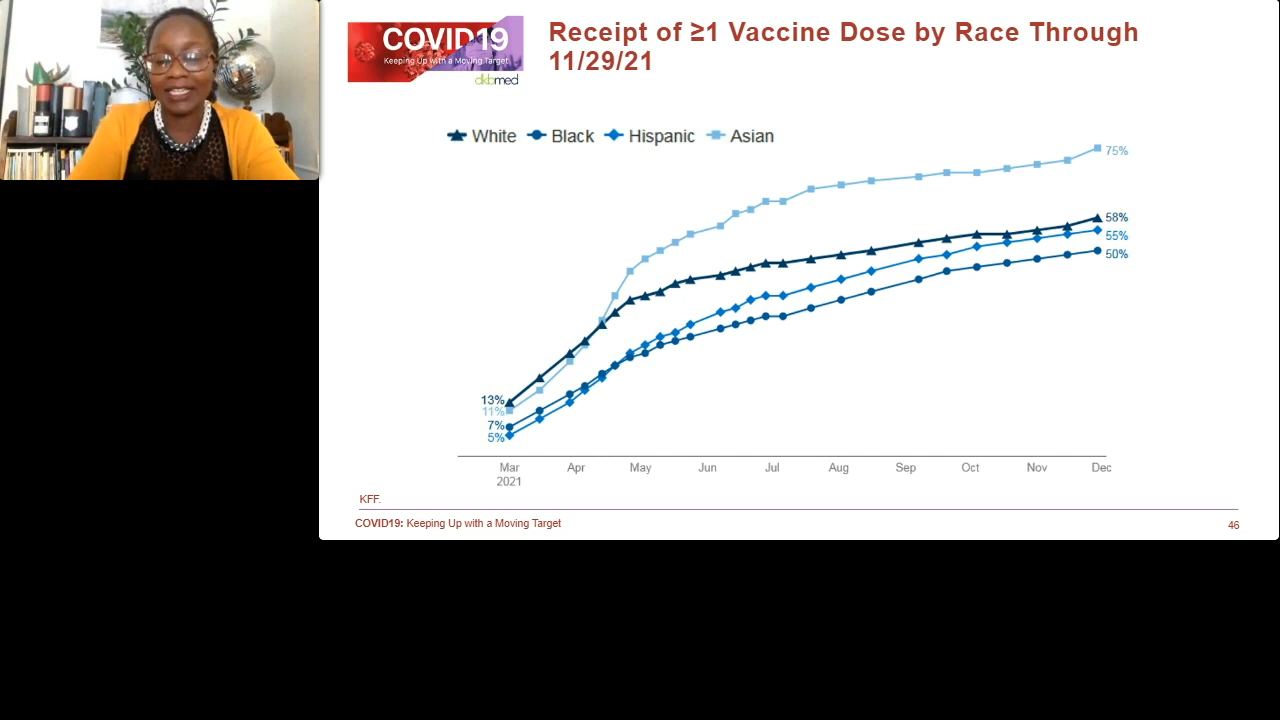 COVID19
Keeping Up with a Moving Target
dkbmed
Receipt of ≥1 Vaccine Dose by Race Through
11/29/21
White Black Hispanic Asian
75%
58%
55%
50%
13%
11%
7%
5%
Mar Apr May Jun Jul Aug Sep Oct Nov Dec
2021
KFF.
COVID19: Keeping Up with a Moving Target
46